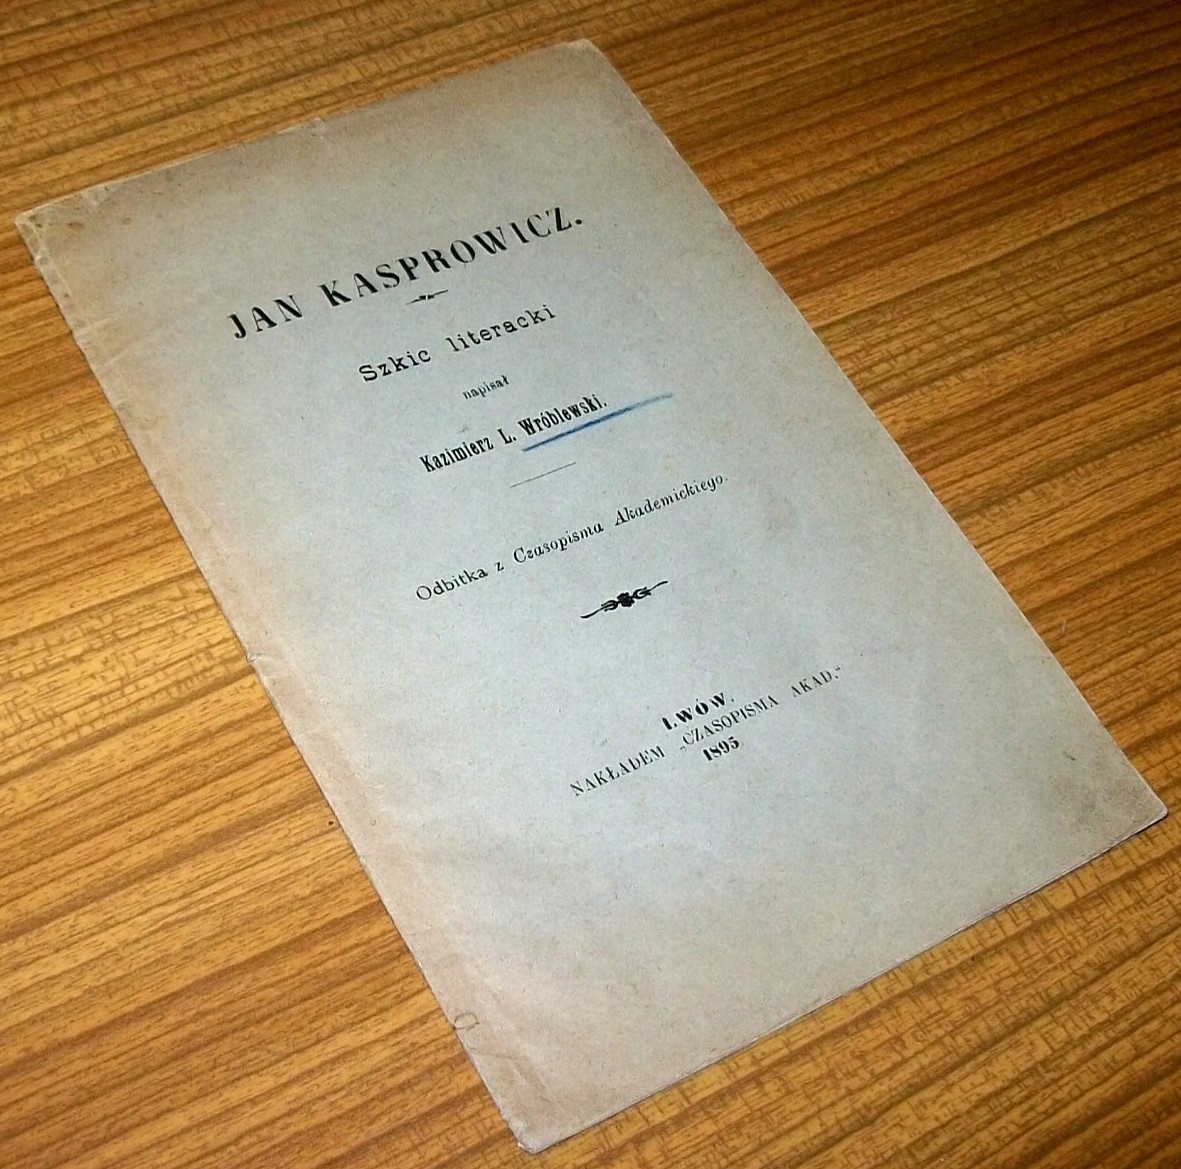 JAN KASPROWICZ.
Szkic literacki
napisał
Kazimierz L. Wróblewski.
Odbitka z Czasopisma Akademickiego.
LWÓW.
NAKŁADEM „CZASOPISMA AKAD.”
1895